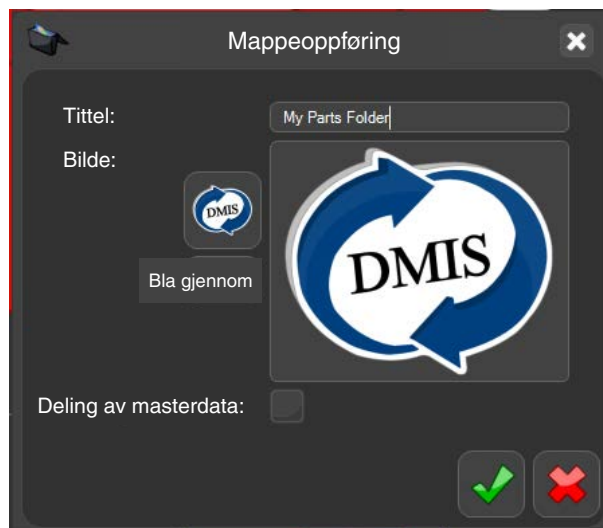 Mappeoppføring
Tittel:
My Parts Folder
Bilde:
DMIS
DMIS
Bla gjennom
Deling av masterdata: